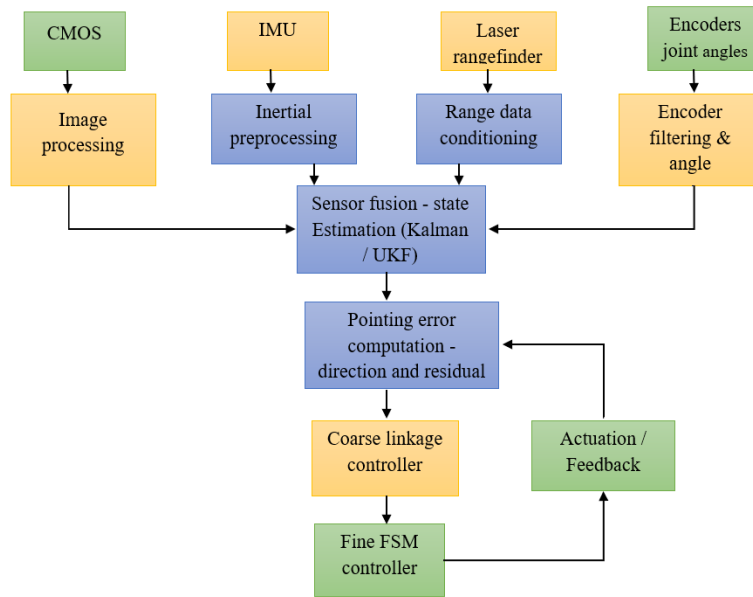 CMOS
IMU
Laser
rangefinder
Encoders
joint angles
Image
processing
Inertial
preprocessing
Range data
conditioning
Encoder
filtering &
angle
Sensor fusion - state
Estimation (Kalman
/ UKF)
Pointing error
computation -
direction and residual
Coarse linkage
controller
Actuation /
Feedback
Fine FSM
controller